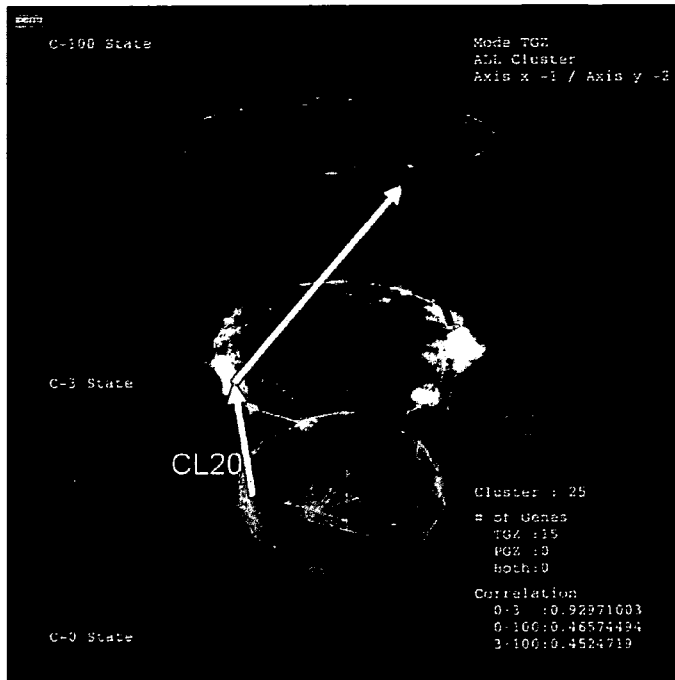 C-100 State
Mode TGZ
ALL Cluster
Axis x -1 / Axis y -2
C-3 State
CL20
Cluster : 25
# of Genes
TGZ :15
PGZ :0
Both:0
Correlation
0-3 :0.92971003
0-100:0.46574494
3-100:0.4524719
C-0 State